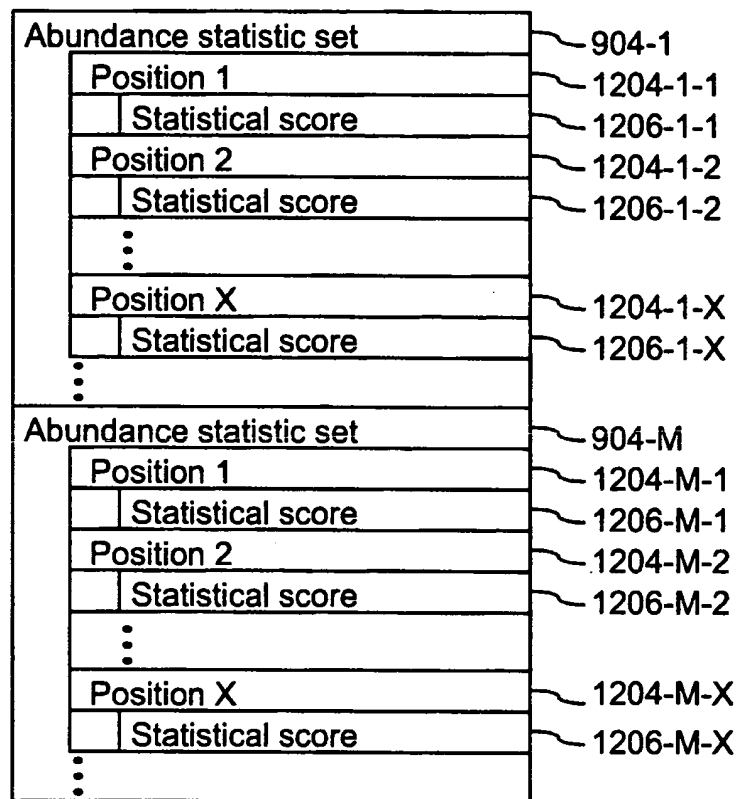 Abundance statistic set 904-1
Position 1 1204-1-1
Statistical score 1206-1-1
Position 2 1204-1-2
Statistical score 1206-1-2
Position X 1204-1-X
Statistical score 1206-1-X
Abundance statistic set 904-M
Position 1 1204-M-1
Statistical score 1206-M-1
Position 2 1204-M-2
Statistical score 1206-M-2
Position X 1204-M-X
Statistical score 1206-M-X